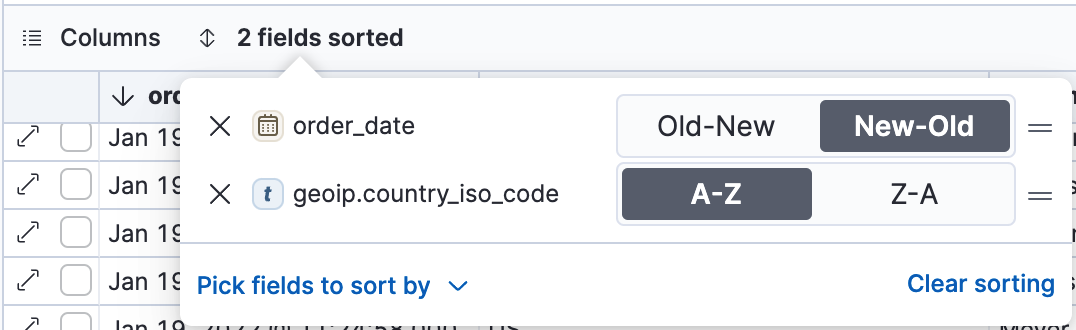 Columns 2 fields sorted
order_date Old-New New-Old
Jan 19
t geoip.country_iso_code A-Z Z-A
Jan 19
Jan 19
Jan 19
Pick fields to sort by Clear sorting